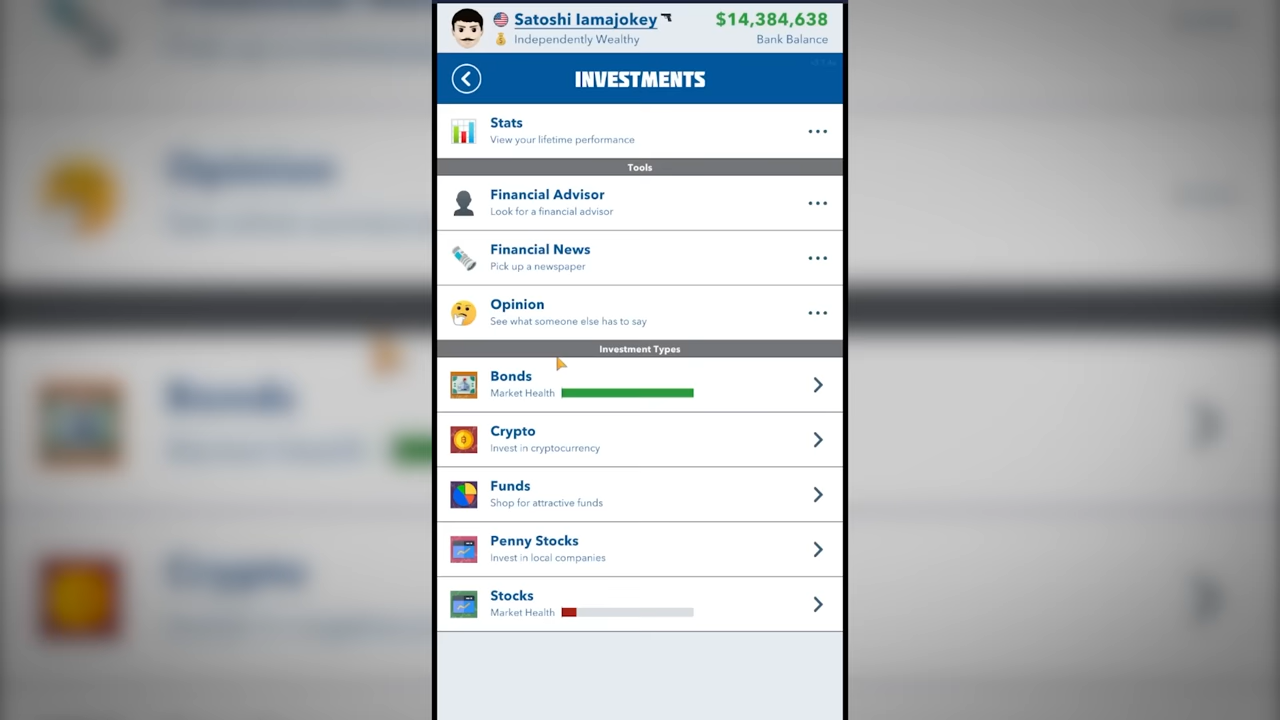 Satoshi Iamajokey
$14,384,638
Independently Wealthy
Bank Balance
INVESTMENTS
Stats
View your lifetime performance
Tools
Financial Advisor
Look for a financial advisor
Financial News
Pick up a newspaper
Opinion
See what someone else has to say
Investment Types
Bonds
Market Health
Crypto
Invest in cryptocurrency
Funds
Shop for attractive funds
Penny Stocks
Invest in local companies
Stocks
Market Health
Opinion
Bonds
Crypto